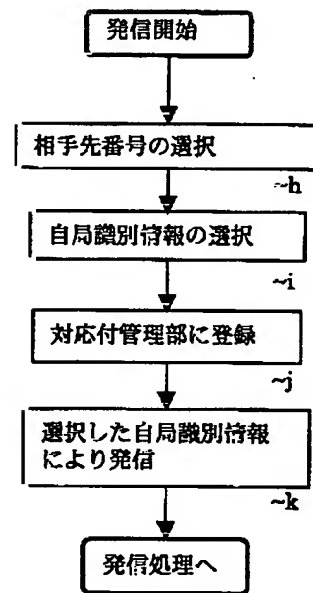 発信開始
相手先番号の選択
~h
自局識別情報の選択
~i
対応付管理部に登録
~j
選択した自局識別情報
により発信
~k
発信処理へ